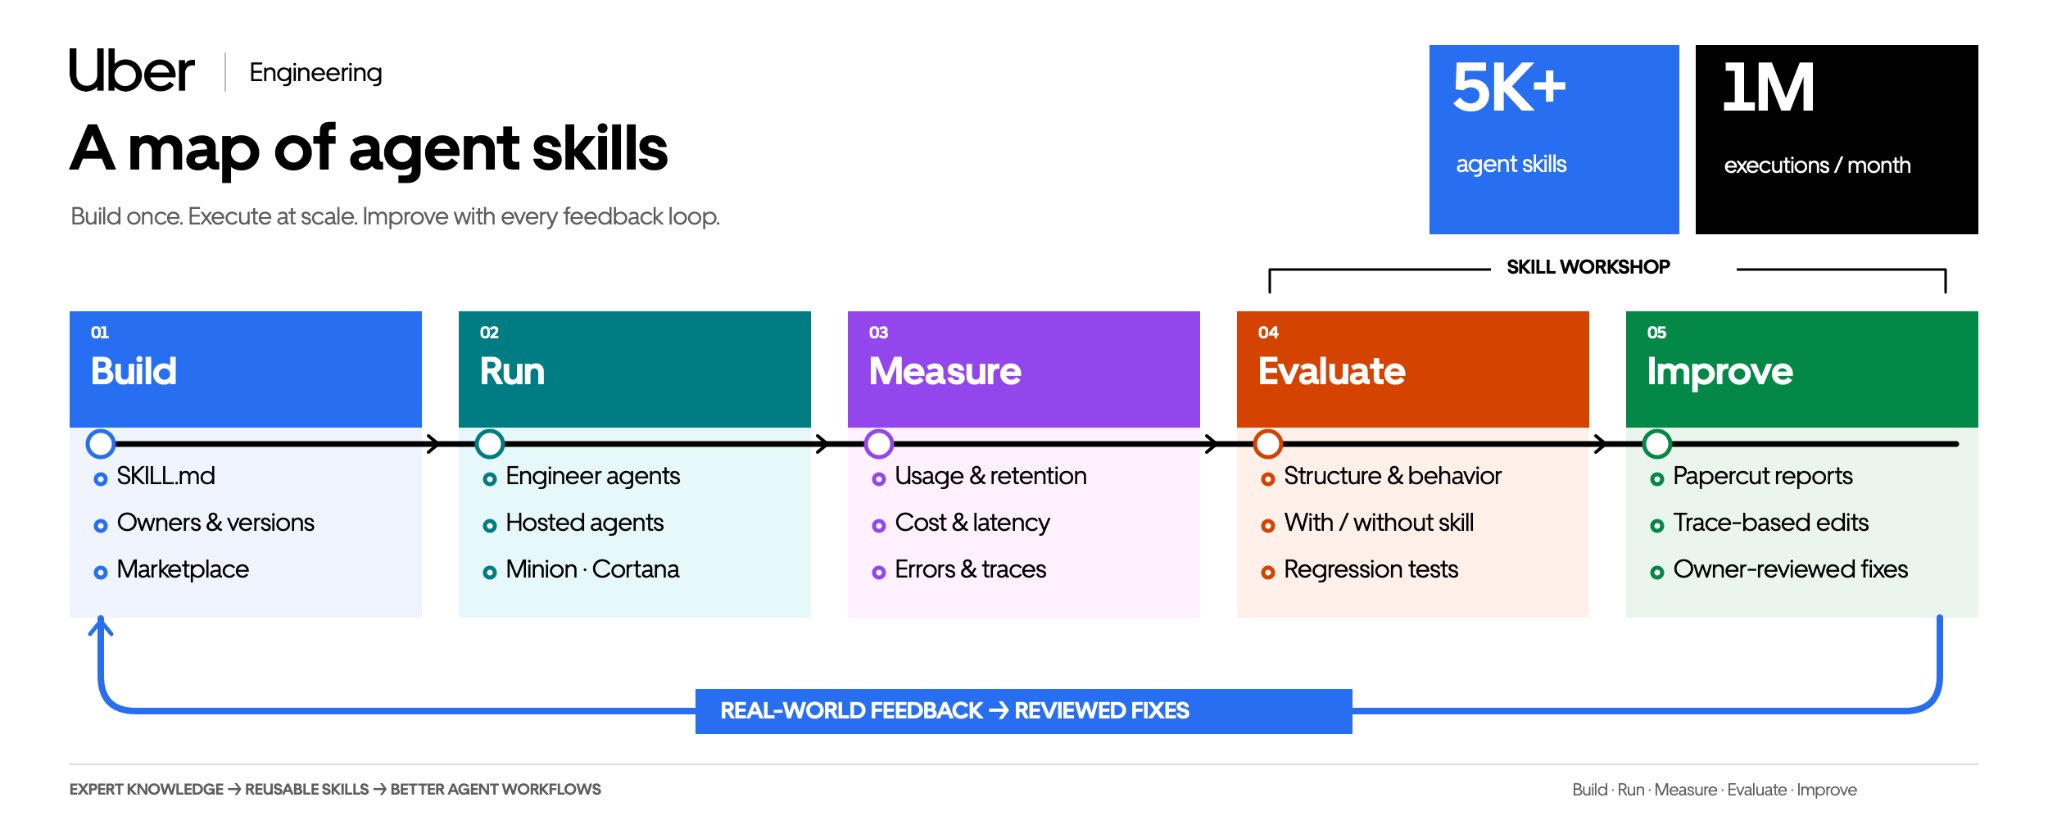 Uber
Engineering
A map of agent skills
Build once. Execute at scale. Improve with every feedback loop.
5K+
agent skills
1M
executions / month
SKILL WORKSHOP
01
Build
SKILL.md
Owners & versions
Marketplace
02
Run
Engineer agents
Hosted agents
Minion · Cortana
03
Measure
Usage & retention
Cost & latency
Errors & traces
04
Evaluate
Structure & behavior
With / without skill
Regression tests
05
Improve
Papercut reports
Trace-based edits
Owner-reviewed fixes
REAL-WORLD FEEDBACK → REVIEWED FIXES
EXPERT KNOWLEDGE → REUSABLE SKILLS → BETTER AGENT WORKFLOWS
Build · Run · Measure · Evaluate · Improve